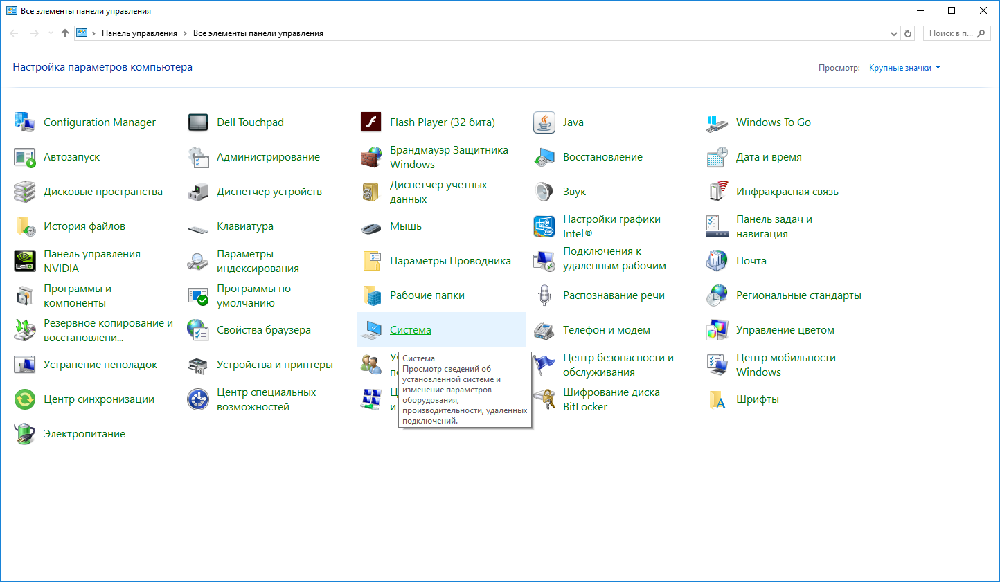 Все элементы панели управления
Панель управления
Все элементы панели управления
Поиск в п...
Настройка параметров компьютера
Просмотр:
Крупные значки
Configuration Manager
Dell Touchpad
Flash Player (32 бита)
Java
Windows To Go
Автозапуск
Администрирование
Брандмауэр Защитника
Windows
Восстановление
Дата и время
Дисковые пространства
Диспетчер устройств
Диспетчер учетных
данных
Звук
Инфракрасная связь
История файлов
Клавиатура
Мышь
Настройки графики
Intel®
Панель задач и
навигация
Панель управления
NVIDIA
Параметры
индексирования
Параметры Проводника
Подключения к
удаленным рабочим
Почта
Программы и
компоненты
Программы по
умолчанию
Рабочие папки
Распознавание речи
Региональные стандарты
Резервное копирование и
восстановлени...
Свойства браузера
Система
Телефон и модем
Управление цветом
Устранение неполадок
Устройства и принтеры
Система
Просмотр сведений об
установленной системе и
изменение параметров
оборудования,
производительности, удаленных
подключений.
Центр безопасности и
обслуживания
Центр мобильности
Windows
Центр синхронизации
Центр специальных
возможностей
и
Шифрование диска
BitLocker
Шрифты
Электропитание